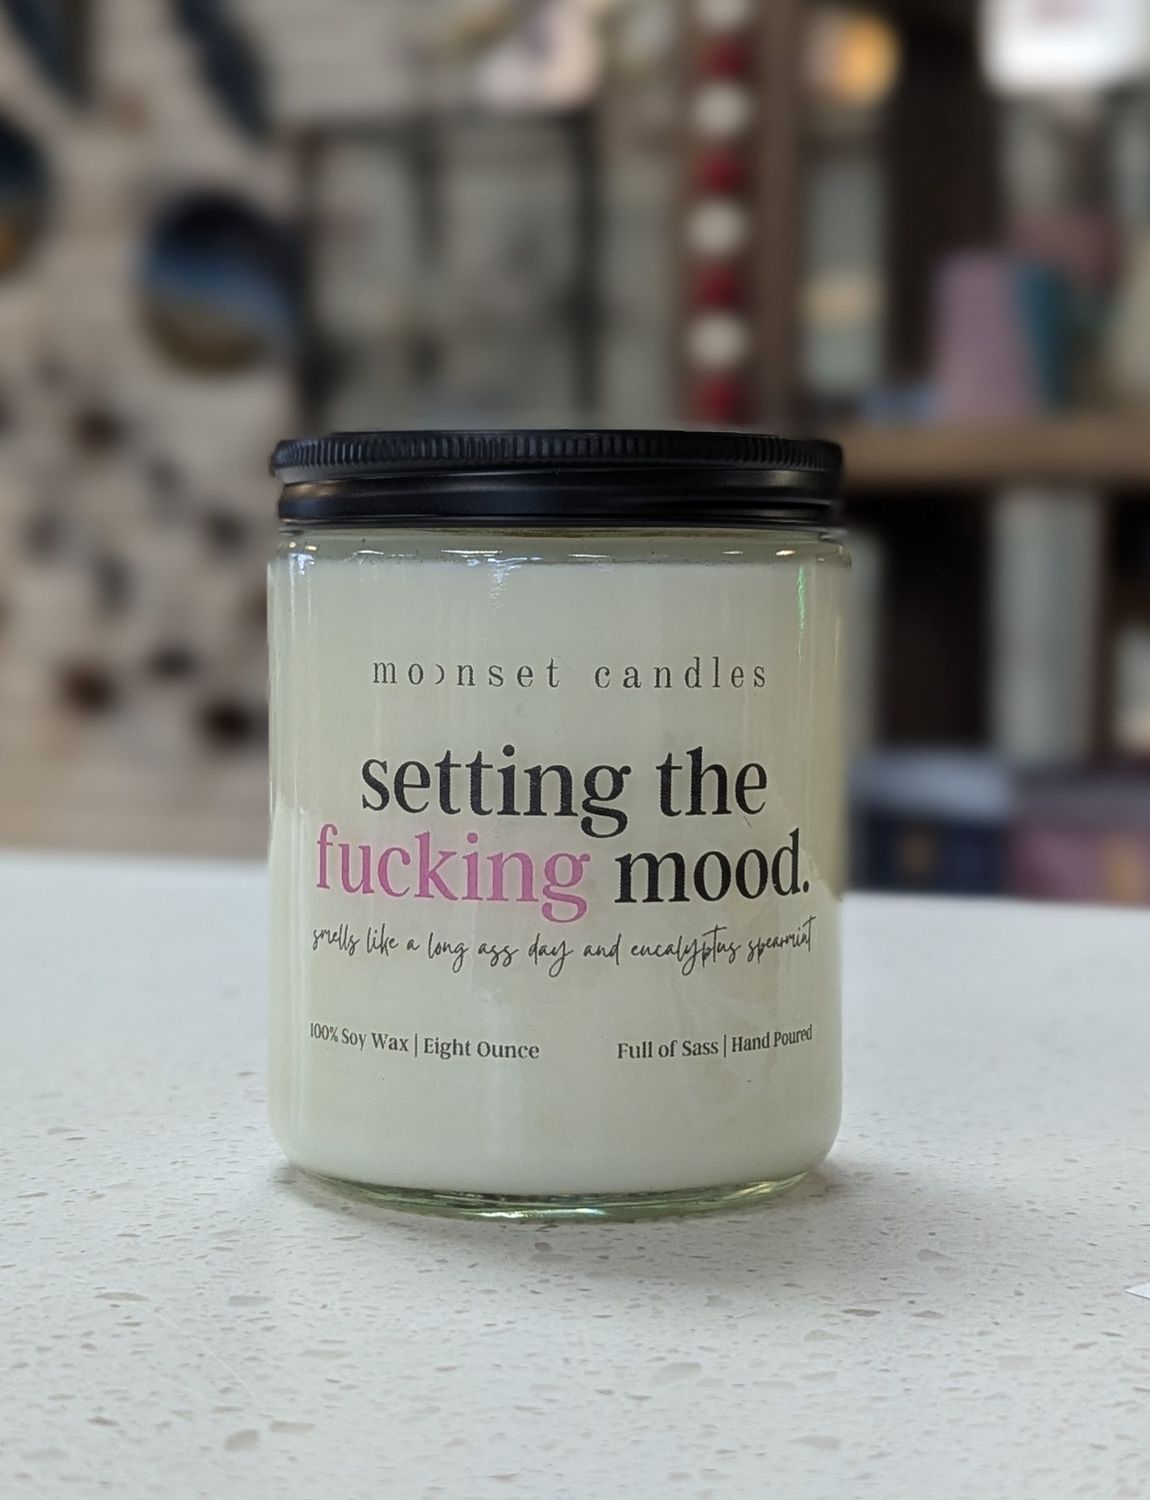 moonset candles
setting the
fucking mood.
smells like a long ass day and eucalyptus spearmint
100% Soy Wax | Eight Ounce Full of Sass | Hand Poured